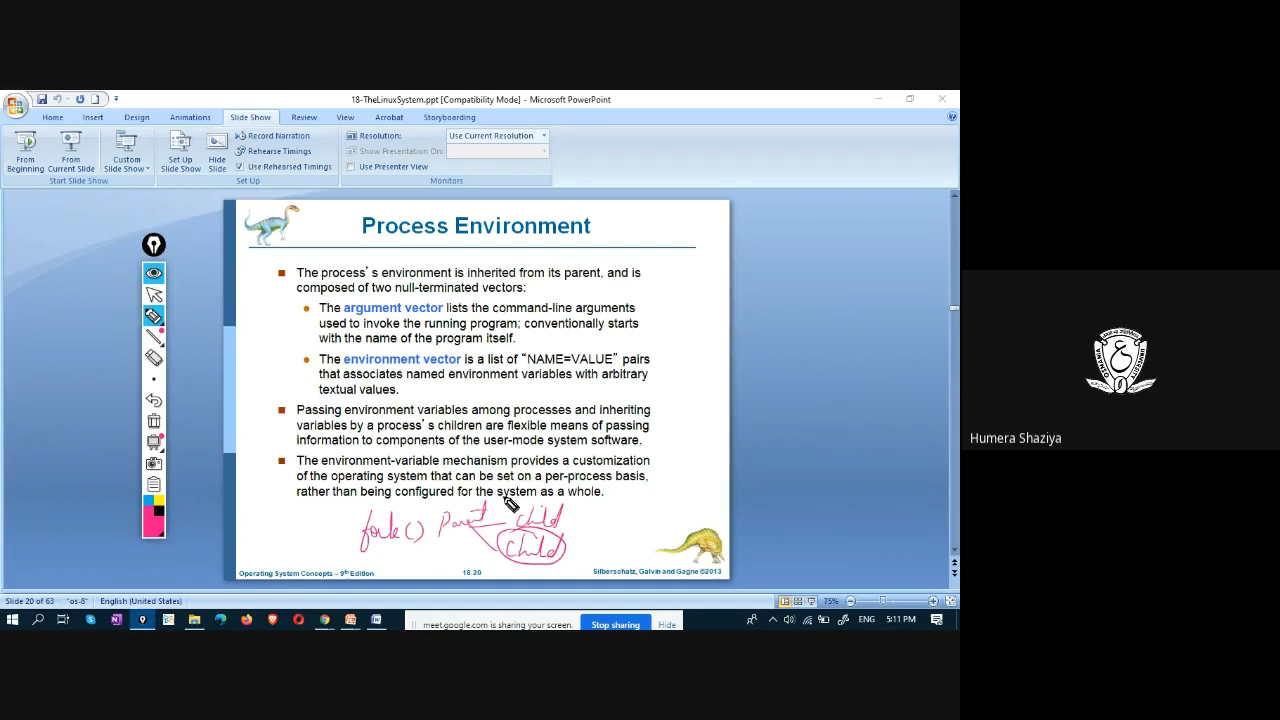 18-TheLinuxSystem.ppt [Compatibility Mode] - Microsoft PowerPoint
Home Insert Design Animations Slide Show Review View Acrobat Storyboarding
From Beginning
From Current Slide
Custom Slide Show
Start Slide Show
Set Up Slide Show
Hide Slide
Record Narration
Rehearse Timings
Use Rehearsed Timings
Set Up
Resolution: Use Current Resolution
Show Presentation On:
Use Presenter View
Monitors
Process Environment
The process's environment is inherited from its parent, and is
composed of two null-terminated vectors:
The argument vector lists the command-line arguments
used to invoke the running program; conventionally starts
with the name of the program itself.
The environment vector is a list of “NAME=VALUE” pairs
that associates named environment variables with arbitrary
textual values.
Passing environment variables among processes and inheriting
variables by a process's children are flexible means of passing
information to components of the user-mode system software.
The environment-variable mechanism provides a customization
of the operating system that can be set on a per-process basis,
rather than being configured for the system as a whole.
fork() Parent child
child
Operating System Concepts – 9th Edition 18.20 Silberschatz, Galvin and Gagne ©2013
Humera Shaziya
Slide 20 of 63 "os-8" English (United States) 75%
meet.google.com is sharing your screen. Stop sharing Hide
ENG 5:11 PM